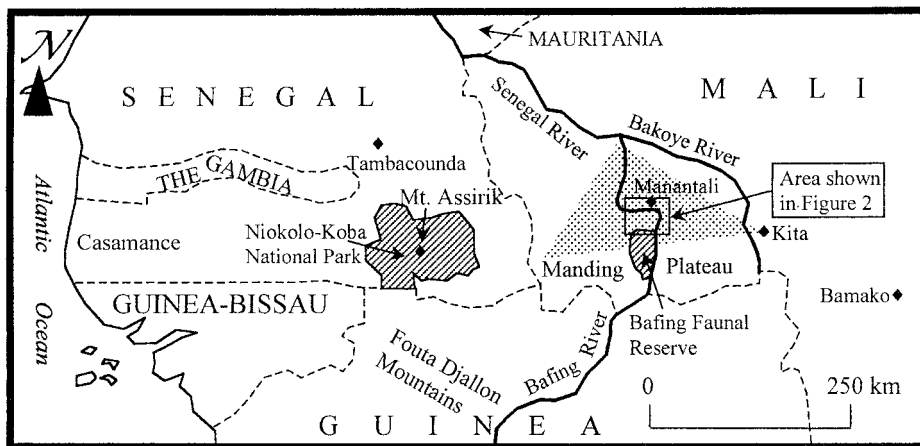 N
MAURITANIA
SENEGAL
MALI
Senegal River
Bakoye River
Tambacounda
THE GAMBIA
Manantali
Area shown
in Figure 2
Mt. Assirik
Atlantic
Ocean
Niokolo-Koba
National Park
Casamance
Kita
Manding
Plateau
GUINEA-BISSAU
Bamako
Bafing River
Bafing Faunal
Reserve
Fouta Djallon
Mountains
0 250 km
GUINEA